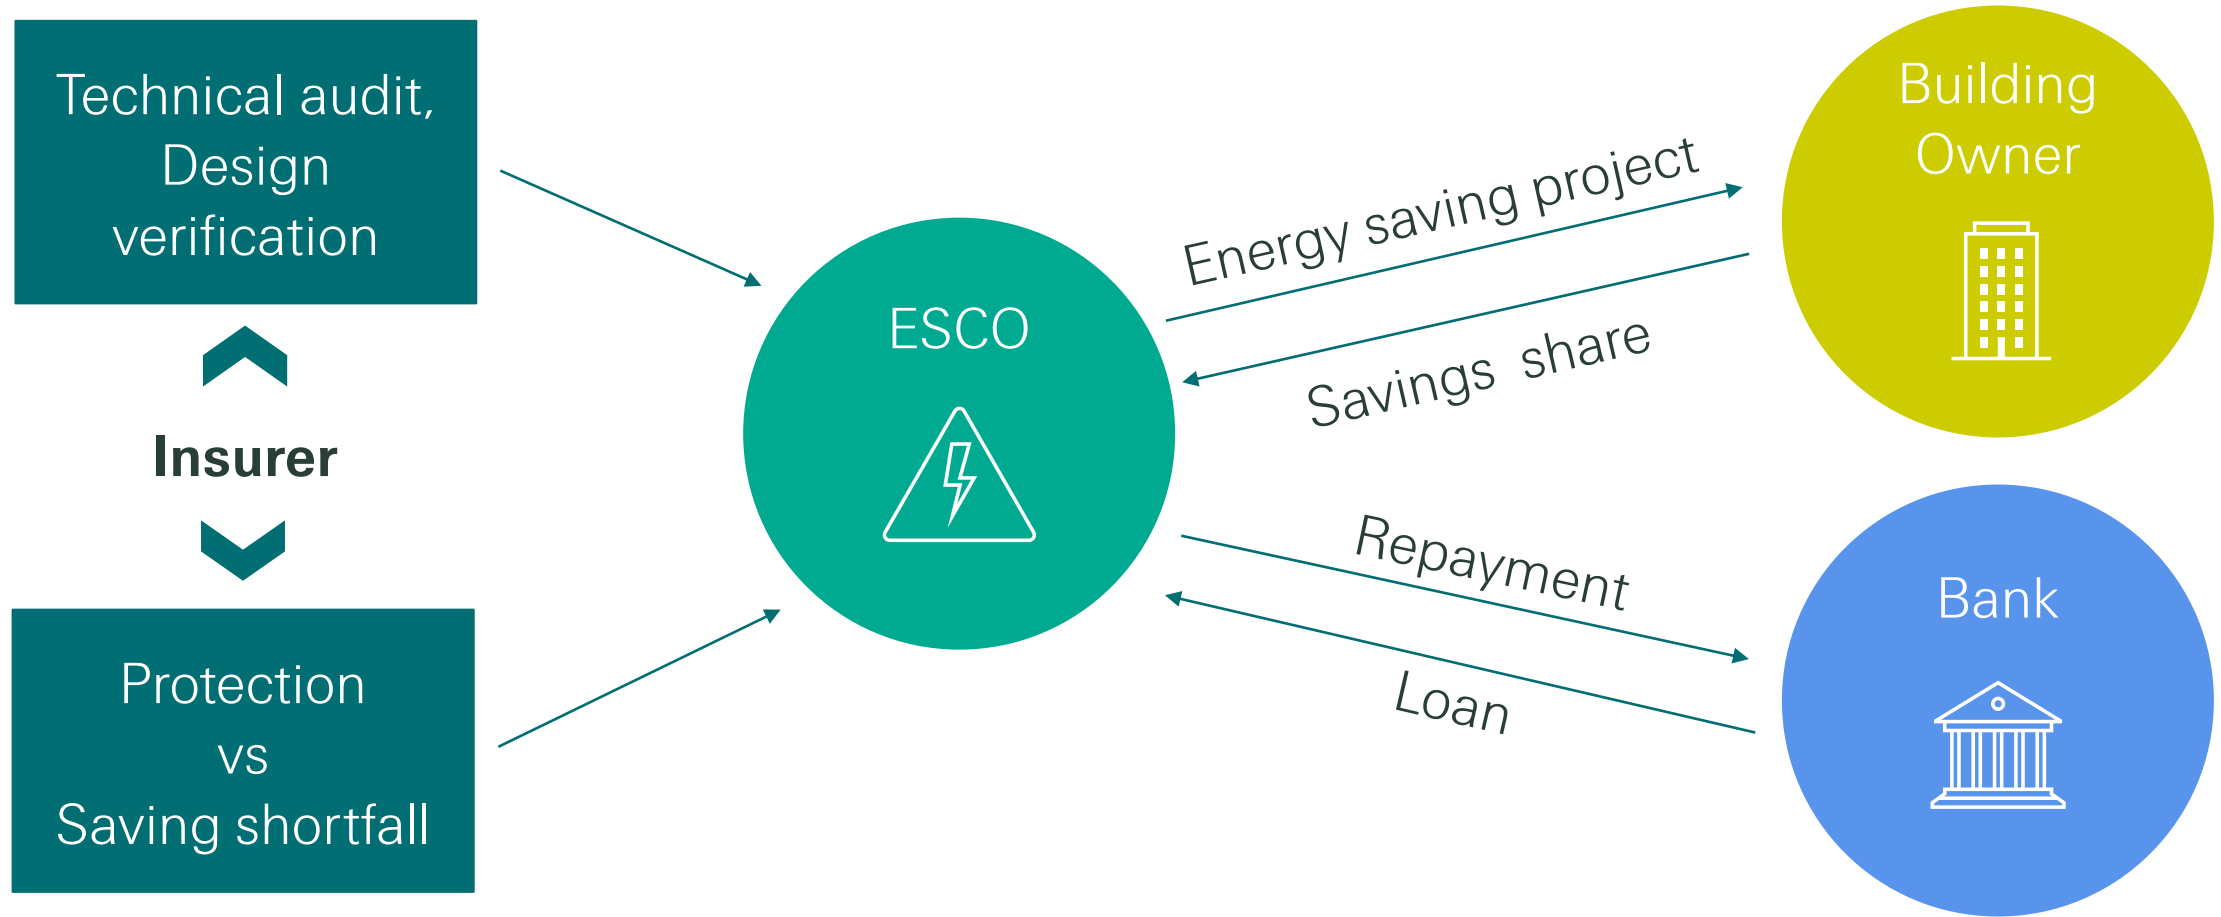 Technical audit,
Design
verification
Insurer
Protection
vs
Saving shortfall
ESCO
Energy saving project
Savings share
Repayment
Loan
Building
Owner
Bank